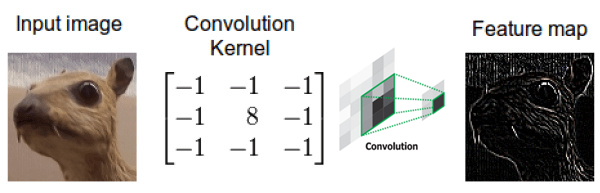 Input image
Convolution
Kernel
Feature map
−1 −1 −1
−1 8 −1
−1 −1 −1
Convolution